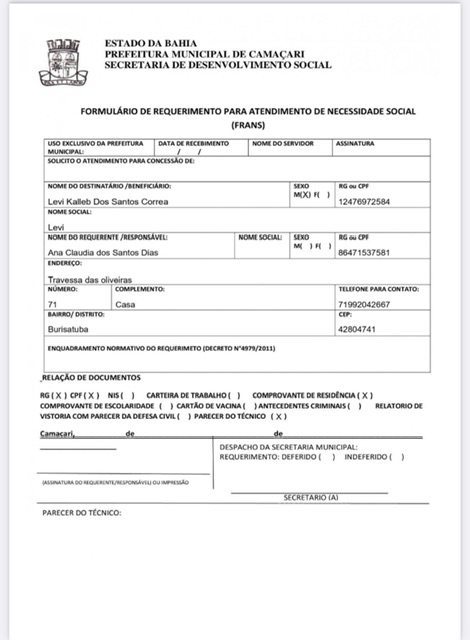 ESTADO DA BAHIA
PREFEITURA MUNICIPAL DE CAMAÇARI
SECRETARIA DE DESENVOLVIMENTO SOCIAL
FORMULÁRIO DE REQUERIMENTO PARA ATENDIMENTO DE NECESSIDADE SOCIAL
(FRANS)
USO EXCLUSIVO DA PREFEITURA MUNICIPAL: DATA DE RECEBIMENTO / / NOME DO SERVIDOR ASSINATURA
SOLICITO O ATENDIMENTO PARA CONCESSÃO DE:
NOME DO DESTINATÁRIO /BENEFICIÁRIO: SEXO RG ou CPF
Levi Kalleb Dos Santos Correa M(X) F( ) 12476972584
NOME SOCIAL:
Levi
NOME DO REQUERENTE /RESPONSÁVEL: NOME SOCIAL: SEXO RG ou CPF
Ana Claudia dos Santos Dias M( ) F( ) 86471537581
ENDEREÇO:
Travessa das oliveiras
NÚMERO: COMPLEMENTO: TELEFONE PARA CONTATO:
71 Casa 71992042667
BAIRRO/ DISTRITO: CEP:
Burisatuba 42804741
ENQUADRAMENTO NORMATIVO DO REQUERIMETO (DECRETO N°4979/2011)
RELAÇÃO DE DOCUMENTOS
RG ( X ) CPF ( X ) NIS ( ) CARTEIRA DE TRABALHO ( ) COMPROVANTE DE RESIDÊNCIA ( X )
COMPROVANTE DE ESCOLARIDADE ( ) CARTÃO DE VACINA ( ) ANTECEDENTES CRIMINAIS ( ) RELATORIO DE
VISTORIA COM PARECER DA DEFESA CIVIL ( ) PARECER DO TÉCNICO ( X )
Camaçari, de de
DESPACHO DA SECRETARIA MUNICIPAL:
REQUERIMENTO: DEFERIDO ( ) INDEFERIDO ( )
(ASSINATURA DO REQUERENTE/RESPONSÁVEL) OU IMPRESSÃO
SECRETARIO (A)
PARECER DO TÉCNICO: